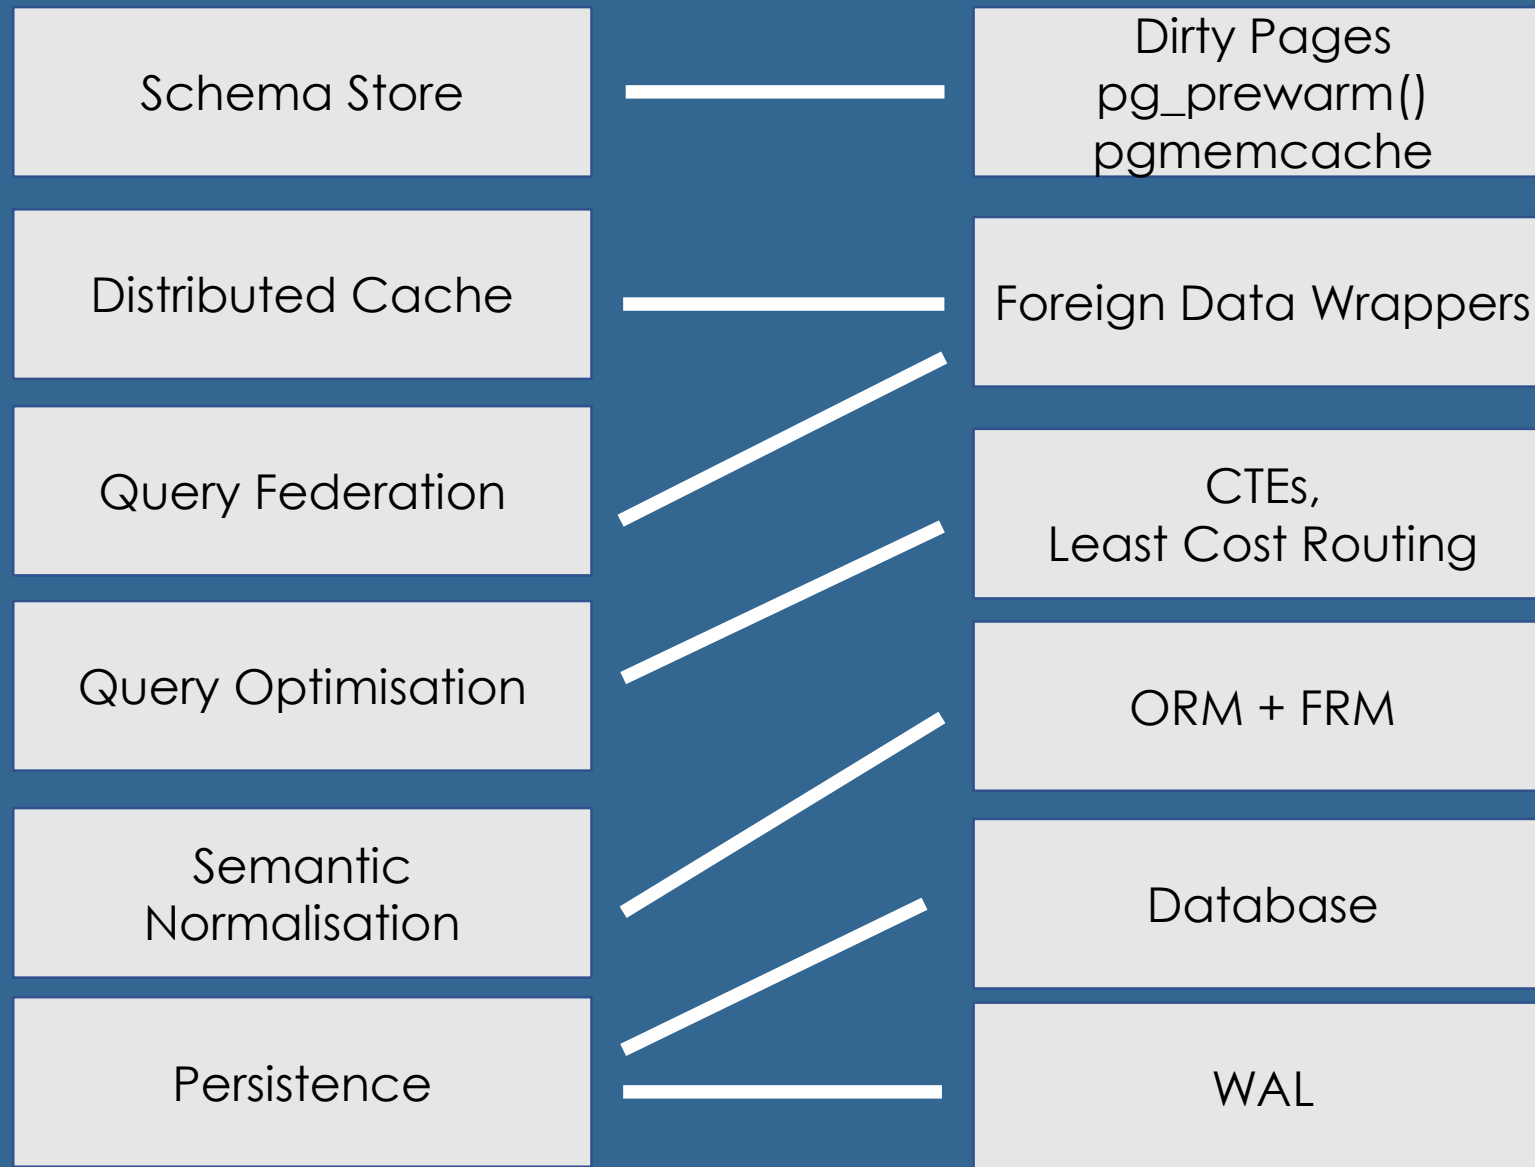 Schema Store
Dirty Pages
pg_prewarm()
pgmemcache
Distributed Cache
Foreign Data Wrappers
Query Federation
CTEs,
Least Cost Routing
Query Optimisation
ORM + FRM
Semantic
Normalisation
Database
Persistence
WAL